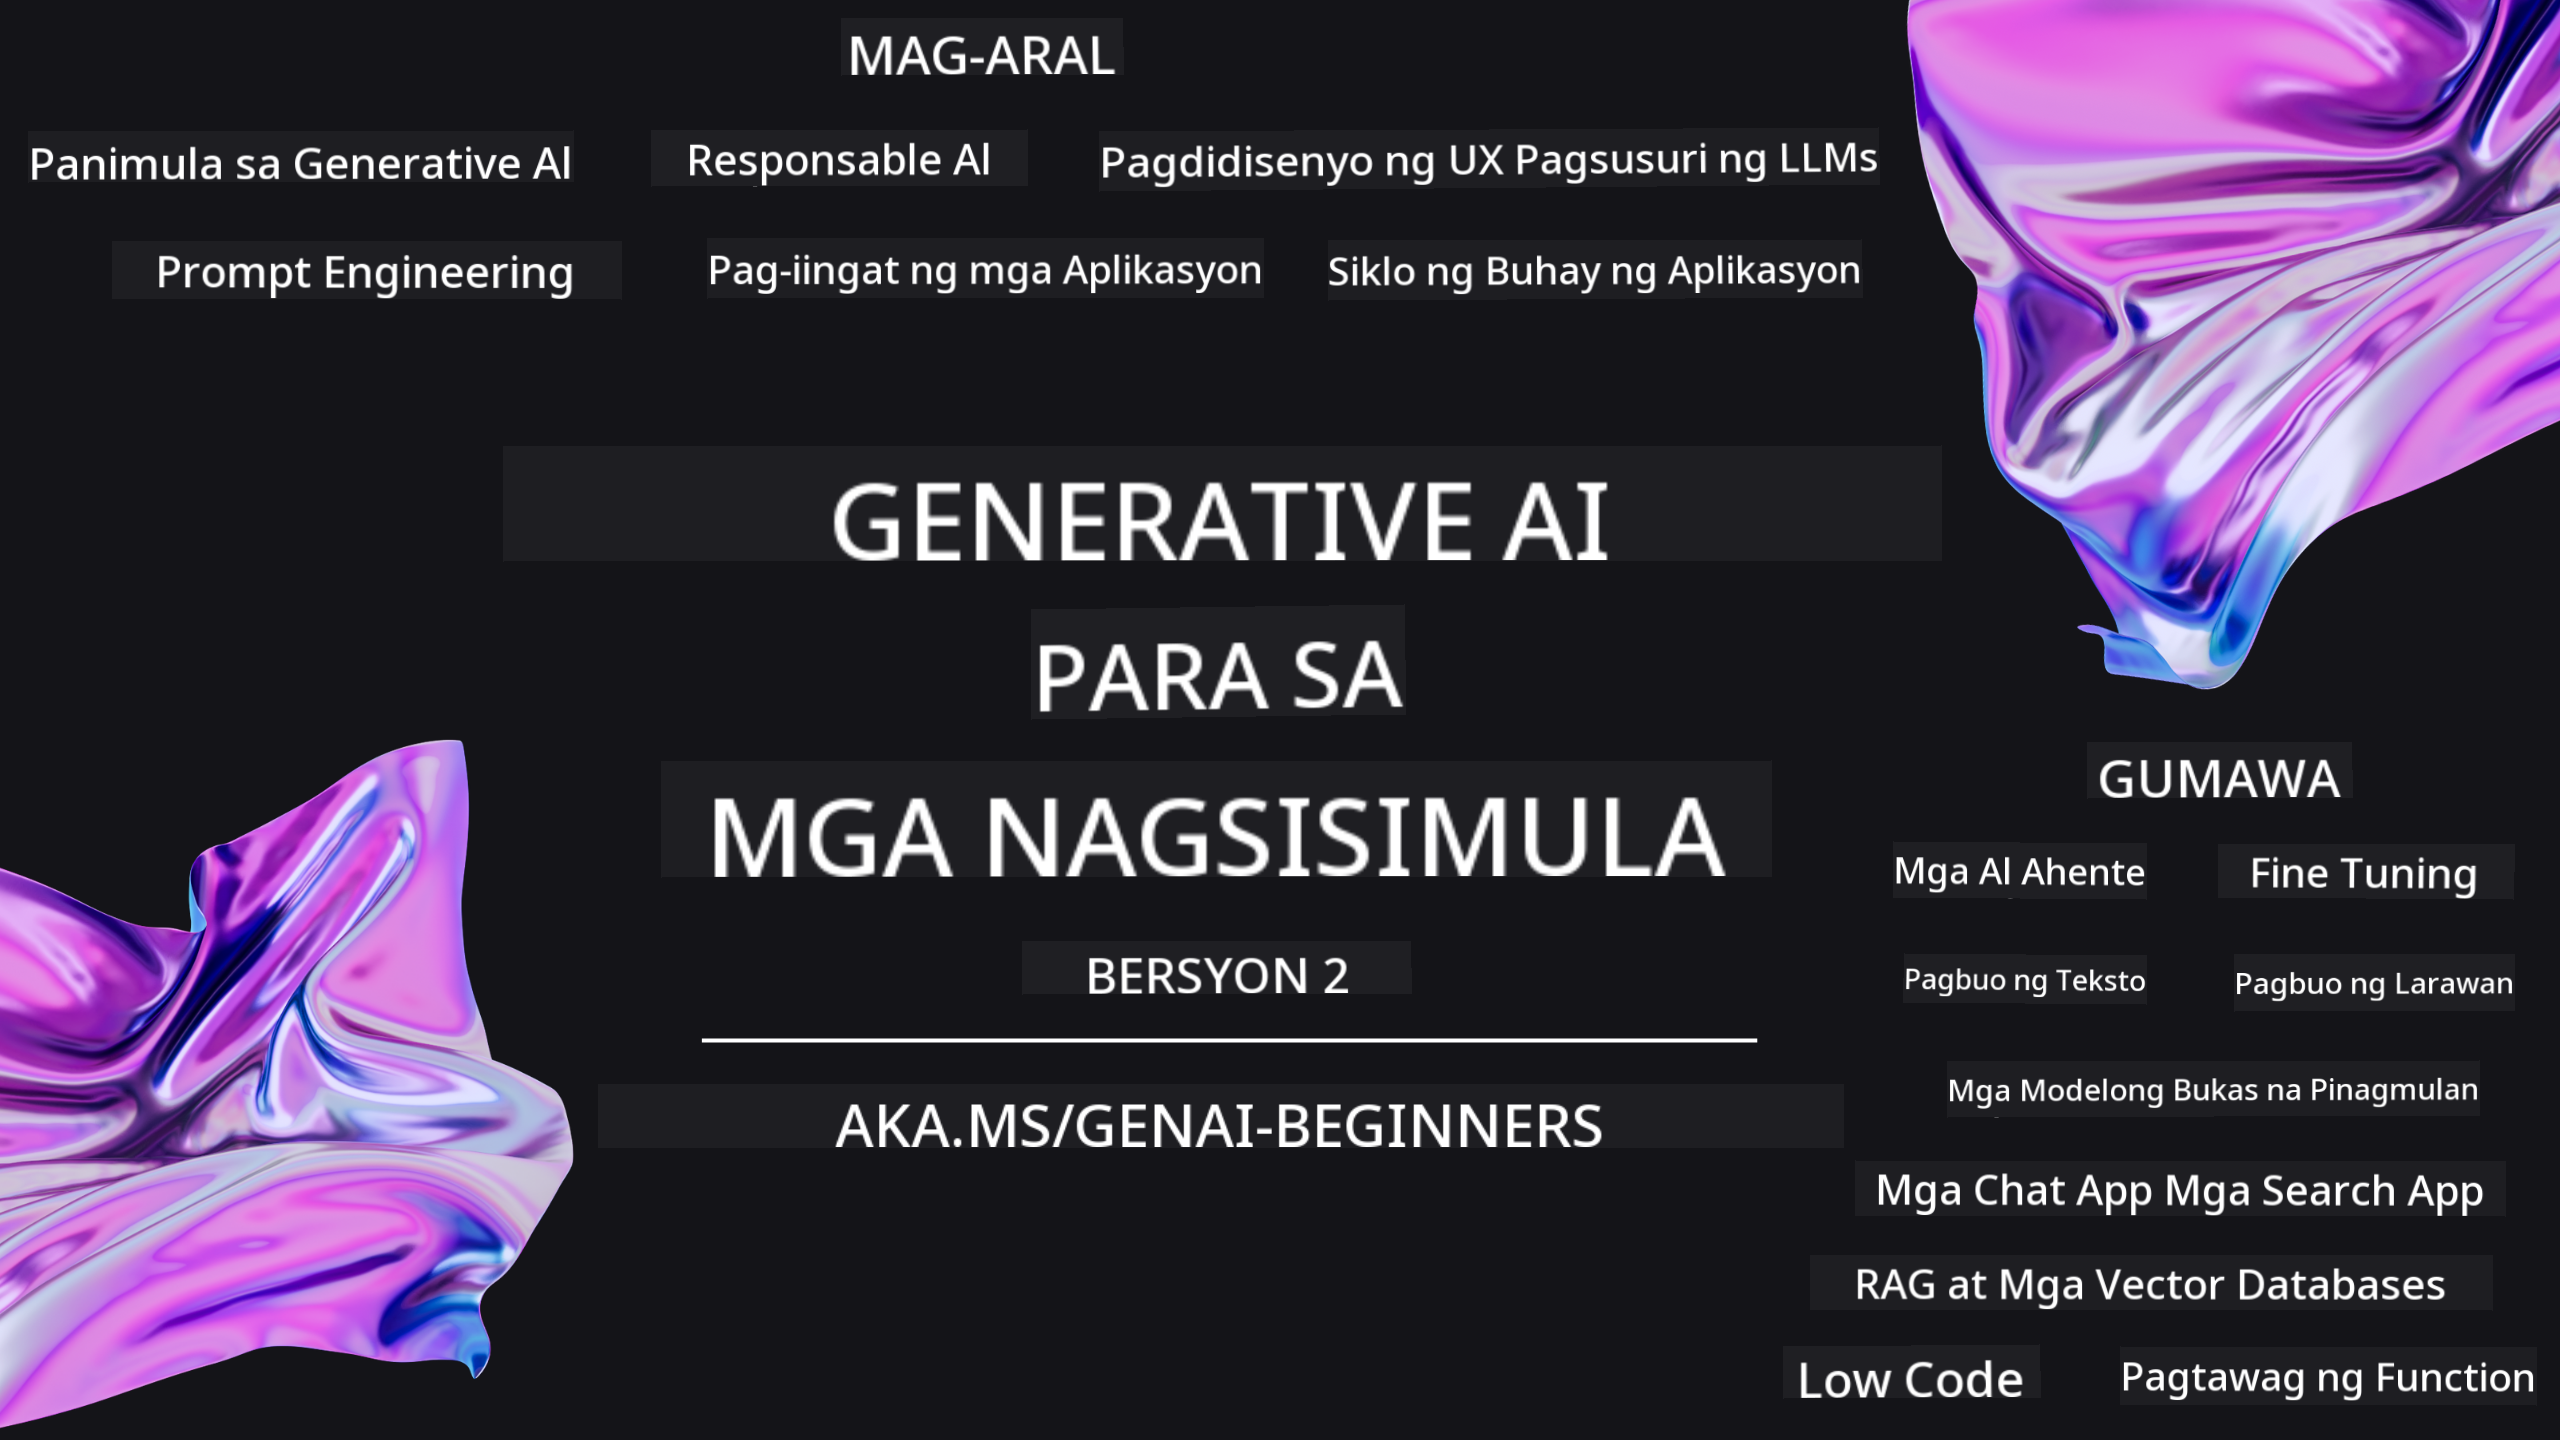 MAG-ARAL
Panimula sa Generative Al
Responsable Al
Pagdidisenyo ng UX Pagsusuri ng LLMs
Prompt Engineering
Pag-iingat ng mga Aplikasyon
Siklo ng Buhay ng Aplikasyon
GENERATIVE AI
PARA SA
MGA NAGSISIMULA
BERSYON 2
AKA.MS/GENAI-BEGINNERS
GUMAWA
Mga Al Ahente
Fine Tuning
Pagbuo ng Teksto
Pagbuo ng Larawan
Mga Modelong Bukas na Pinagmulan
Mga Chat App Mga Search App
RAG at Mga Vector Databases
Low Code
Pagtawag ng Function